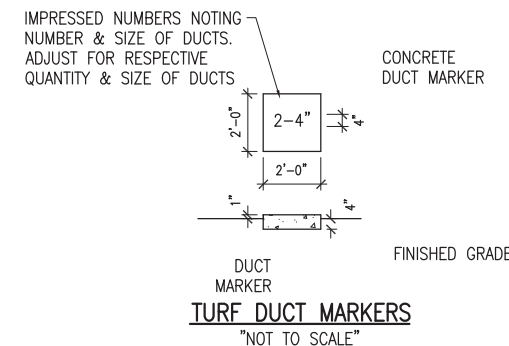 IMPRESSED NUMBERS NOTING
NUMBER & SIZE OF DUCTS.
ADJUST FOR RESPECTIVE
QUANTITY & SIZE OF DUCTS
CONCRETE
DUCT MARKER
2'-0"
2-4"
4"
2'-0"
1"
4"
FINISHED GRADE
DUCT
MARKER
TURF DUCT MARKERS
"NOT TO SCALE"